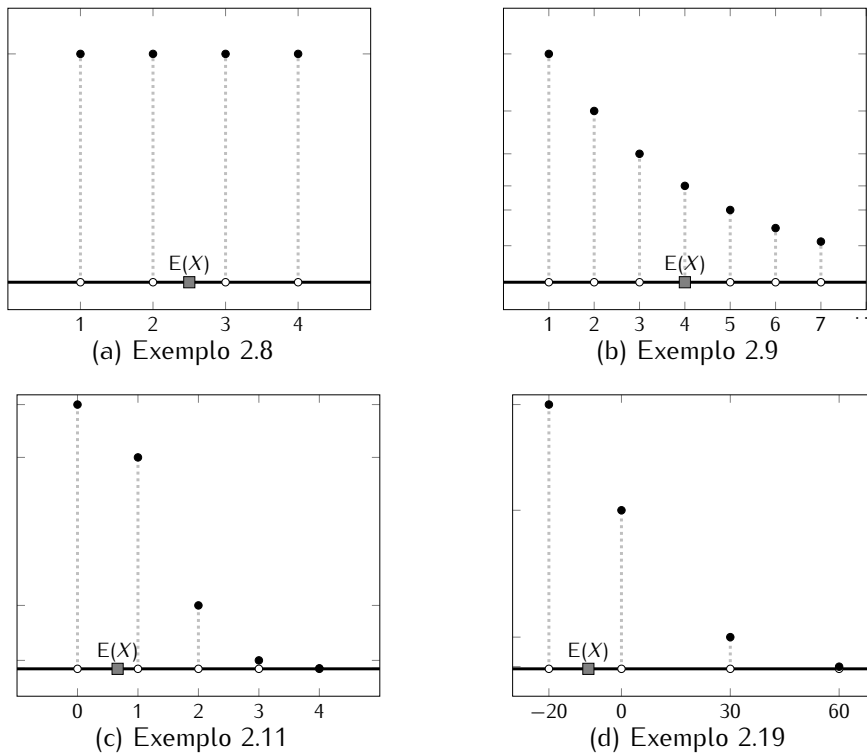 E(X)
1 2 3 4
(a) Exemplo 2.8
E(X)
1 2 3 4 5 6 7
(b) Exemplo 2.9
E(X)
0 1 2 3 4
(c) Exemplo 2.11
E(X)
−20 0 30 60
(d) Exemplo 2.19